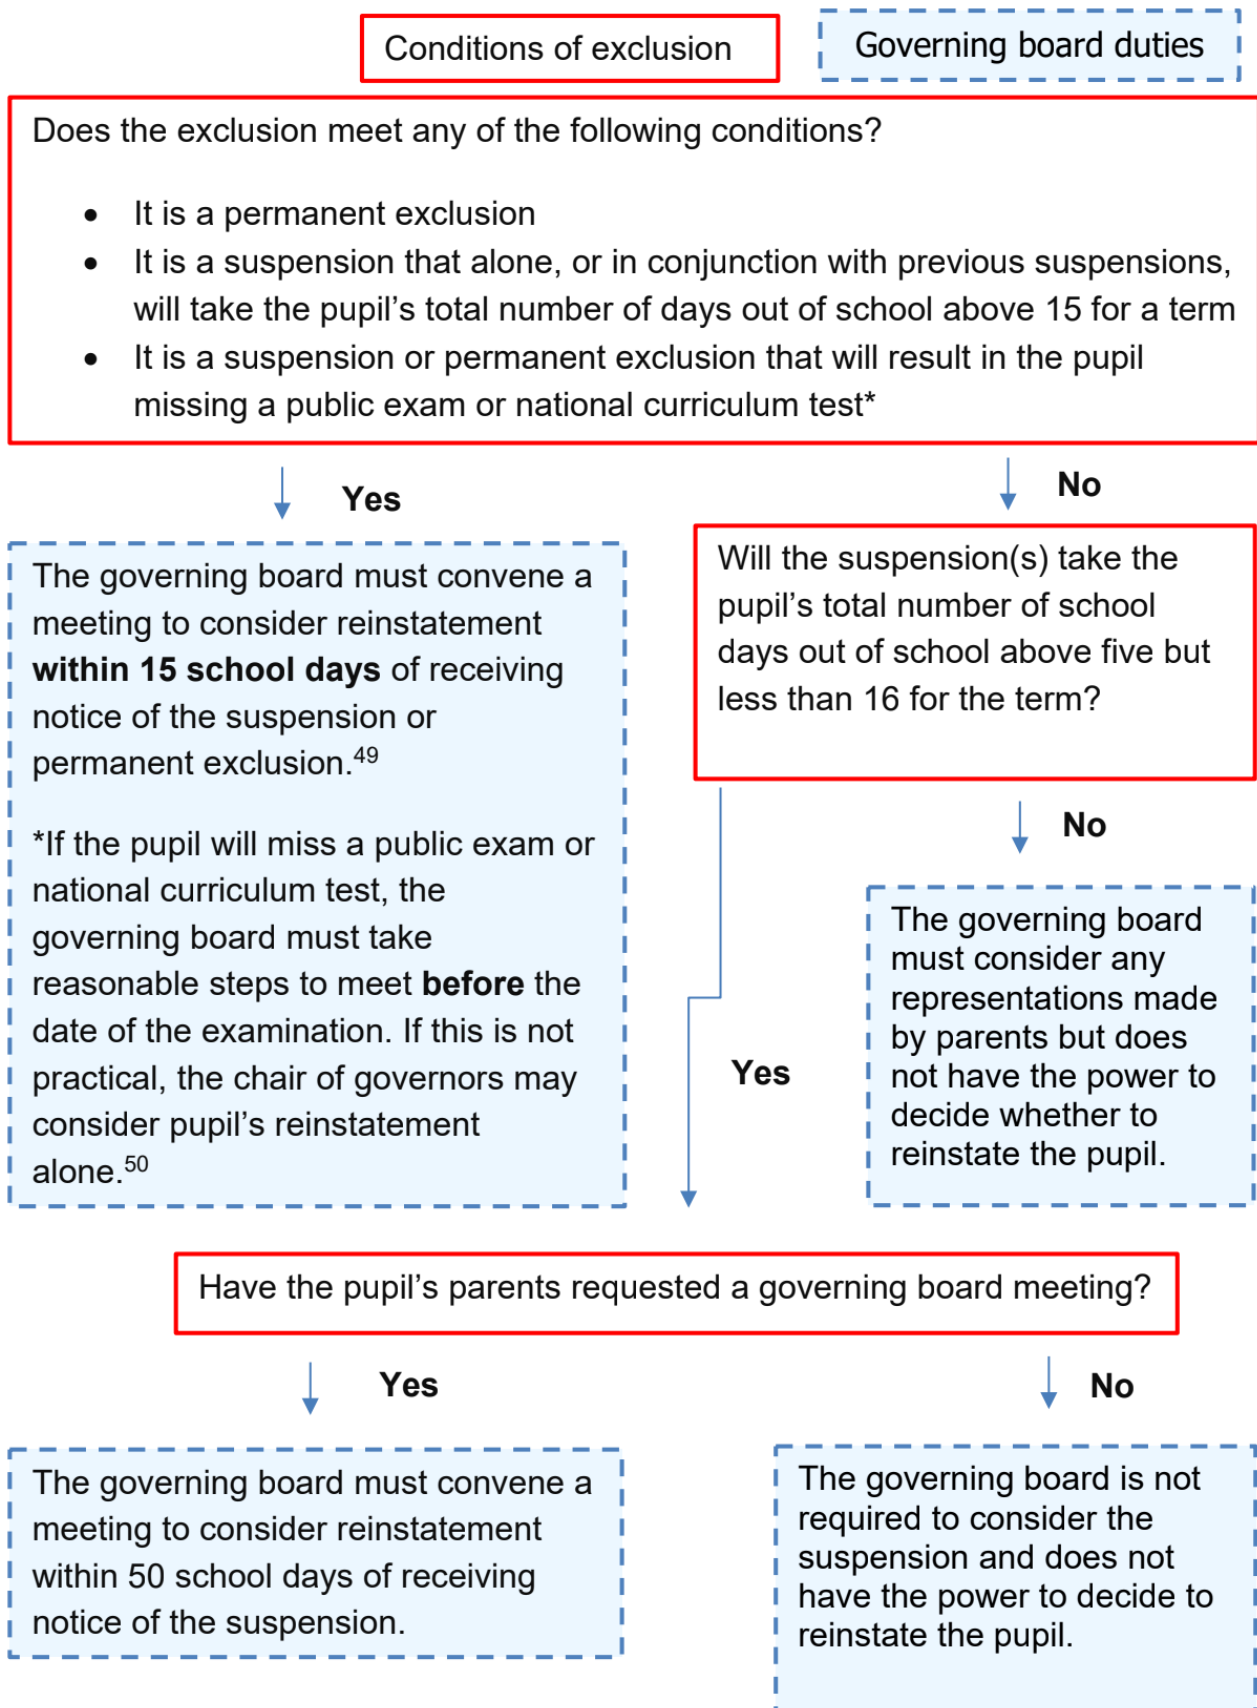 Conditions of exclusion
Governing board duties
Does the exclusion meet any of the following conditions?
• It is a permanent exclusion
• It is a suspension that alone, or in conjunction with previous suspensions,
will take the pupil’s total number of days out of school above 15 for a term
• It is a suspension or permanent exclusion that will result in the pupil
missing a public exam or national curriculum test*
Yes
No
The governing board must convene a
meeting to consider reinstatement
within 15 school days of receiving
notice of the suspension or
permanent exclusion.49
*If the pupil will miss a public exam or
national curriculum test, the
governing board must take
reasonable steps to meet before the
date of the examination. If this is not
practical, the chair of governors may
consider pupil’s reinstatement
alone.50
Will the suspension(s) take the
pupil’s total number of school
days out of school above five but
less than 16 for the term?
No
Yes
The governing board
must consider any
representations made
by parents but does
not have the power to
decide whether to
reinstate the pupil.
Have the pupil’s parents requested a governing board meeting?
Yes
No
The governing board must convene a
meeting to consider reinstatement
within 50 school days of receiving
notice of the suspension.
The governing board is not
required to consider the
suspension and does not
have the power to decide to
reinstate the pupil.